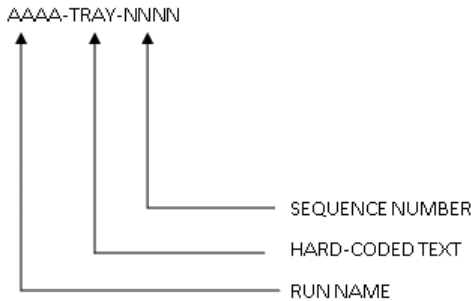 AAAA-TRAY-NNNN
SEQUENCE NUMBER
HARD-CODED TEXT
RUN NAME